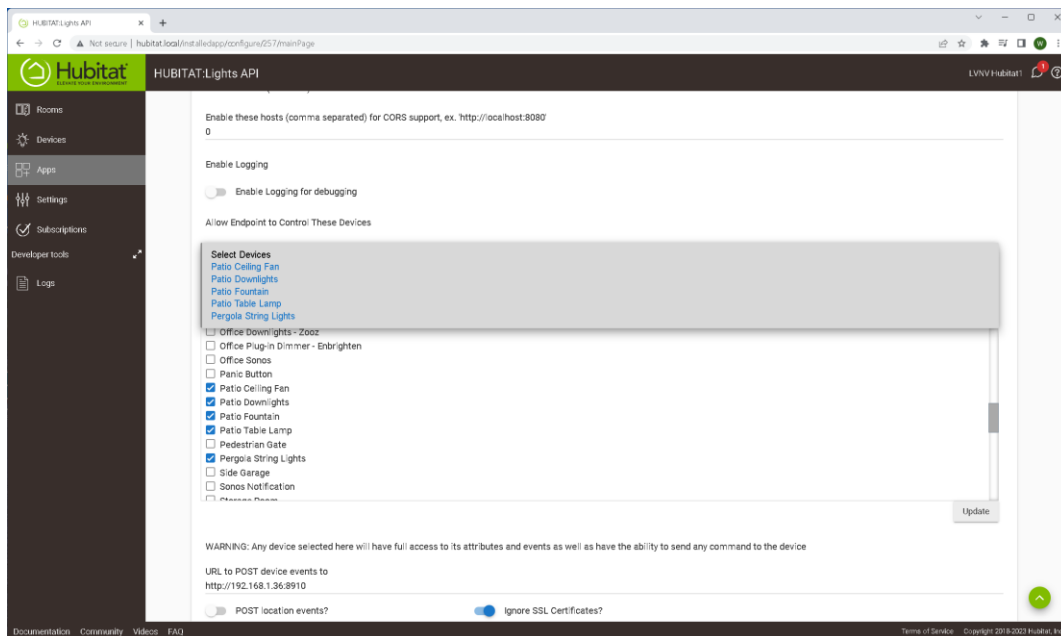 HUBITAT:Lights API
Not secure | hubitat.local/installedapp/configure/257/mainPage
W
Hubitat
ELEVATE YOUR ENVIRONMENT
HUBITAT:Lights API
LVNV Hubitat1
1
Rooms
Devices
Apps
Settings
Subscriptions
Developer tools
Logs
Enable these hosts (comma separated) for CORS support, ex. 'http://localhost:8080'
0
Enable Logging
Enable Logging for debugging
Allow Endpoint to Control These Devices
Select Devices
Patio Ceiling Fan
Patio Downlights
Patio Fountain
Patio Table Lamp
Pergola String Lights
Office Downlights - Zooz
Office Plug-in Dimmer - Enbrighten
Office Sonos
Panic Button
Patio Ceiling Fan
Patio Downlights
Patio Fountain
Patio Table Lamp
Pedestrian Gate
Pergola String Lights
Side Garage
Sonos Notification
Storage Room
Update
WARNING: Any device selected here will have full access to its attributes and events as well as have the ability to send any command to the device
URL to POST device events to
http://192.168.1.36:8910
POST location events?
Ignore SSL Certificates?
Documentation Community Videos FAQ
Terms of Service Copyright 2018-2023 Hubitat, In